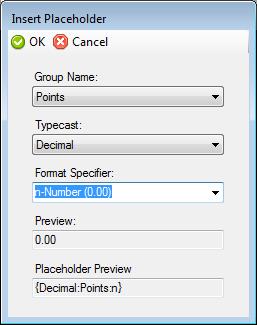 Insert Placeholder
OK Cancel
Group Name:
Points
Typecast:
Decimal
Format Specifier:
n-Number (0.00)
Preview:
0.00
Placeholder Preview
{Decimal:Points:n}